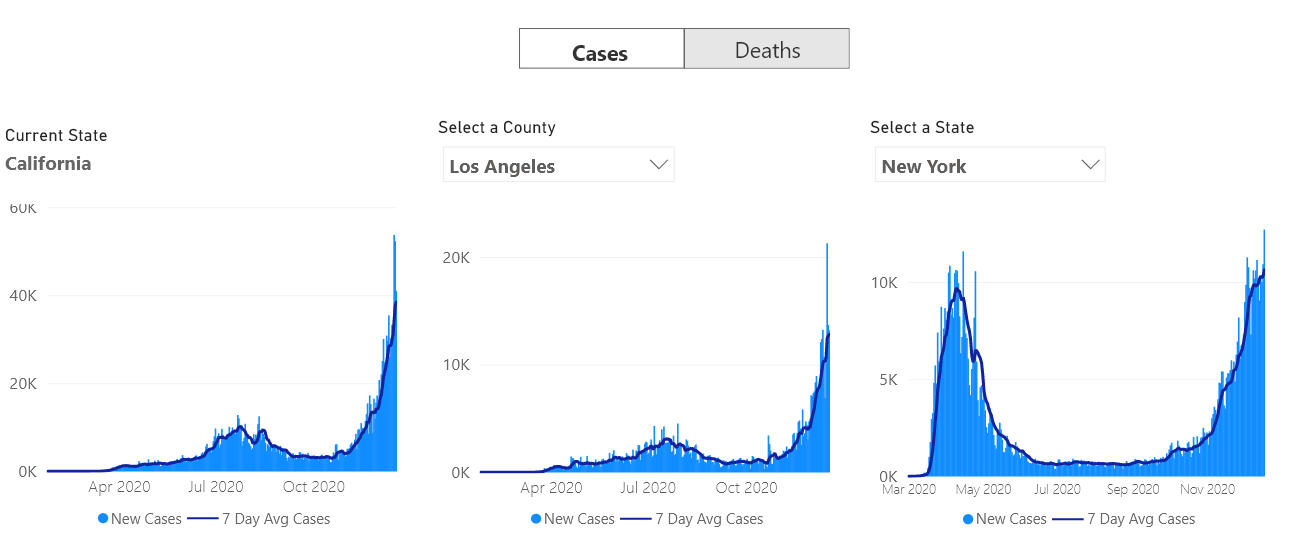 Cases Deaths
Current State
California
Select a County
Los Angeles
Select a State
New York
60K
40K
20K
0K
Apr 2020 Jul 2020 Oct 2020
New Cases 7 Day Avg Cases
20K
10K
0K
Apr 2020 Jul 2020 Oct 2020
New Cases 7 Day Avg Cases
10K
5K
0K
Mar 2020 May 2020 Jul 2020 Sep 2020 Nov 2020
New Cases 7 Day Avg Cases